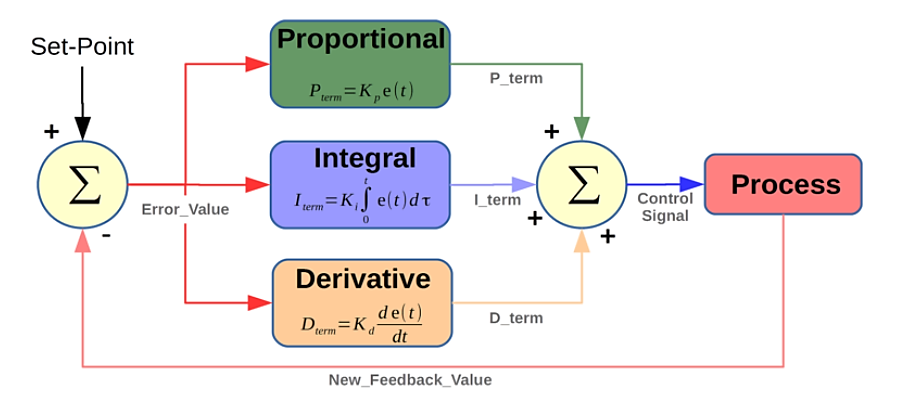 Set-Point
+
Σ
-
Error_Value
Proportional
P_term=K_p e(t)
Integral
I_term=K_i∫_0^t e(t)dτ
Derivative
D_term=K_d de(t)/dt
P_term
I_term
D_term
+
+
+
Σ
Control
Signal
Process
New_Feedback_Value